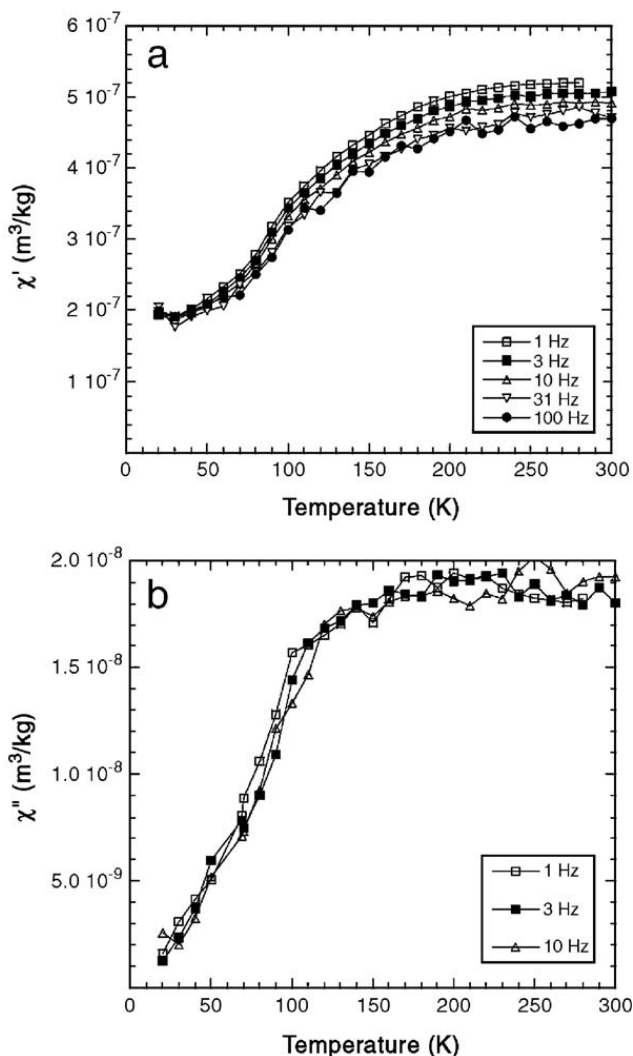 a
6 10-7
5 10-7
4 10-7
3 10-7
2 10-7
1 10-7
χ' (m3/kg)
0 50 100 150 200 250 300
Temperature (K)
1 Hz
3 Hz
10 Hz
31 Hz
100 Hz
b
2.0 10-8
1.5 10-8
1.0 10-8
5.0 10-9
χ" (m3/kg)
0 50 100 150 200 250 300
Temperature (K)
1 Hz
3 Hz
10 Hz